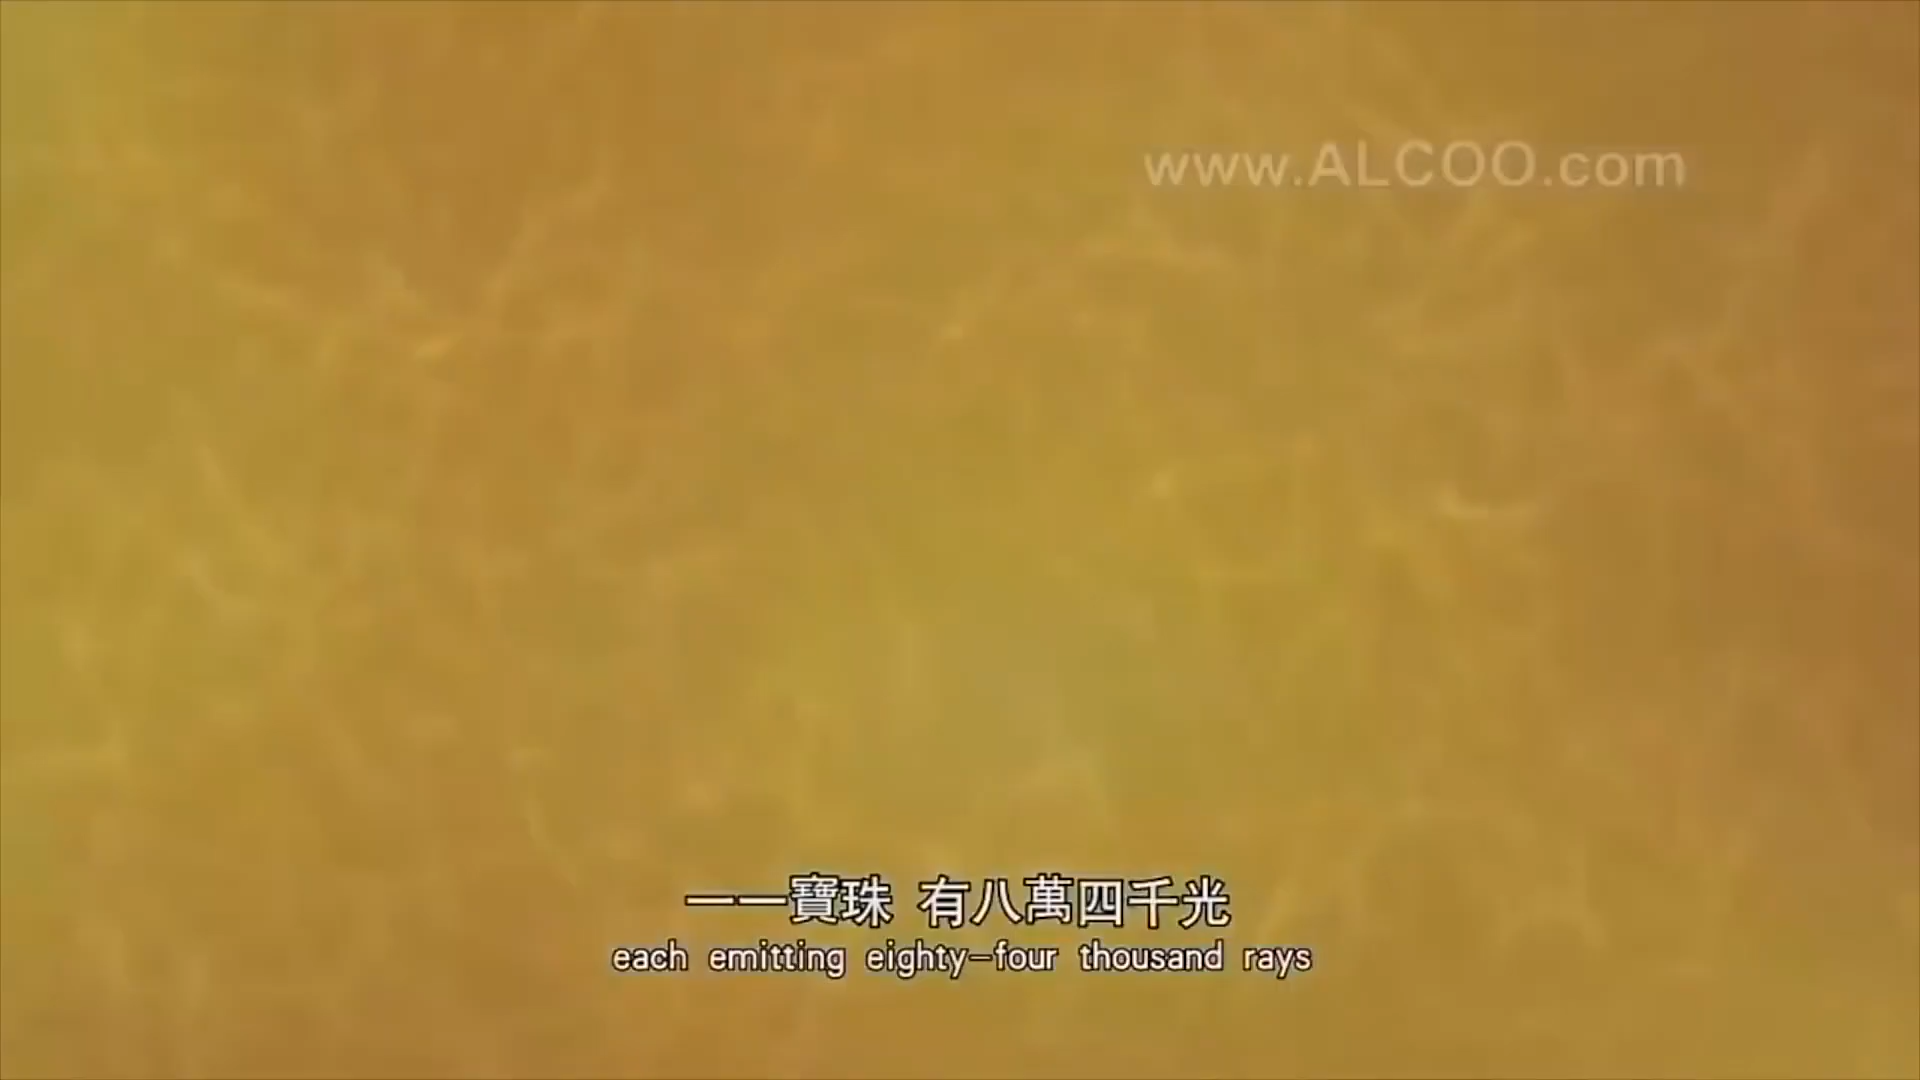 www.ALCOO.com
一一寶珠 有八萬四千光
each emitting eighty-four thousand rays